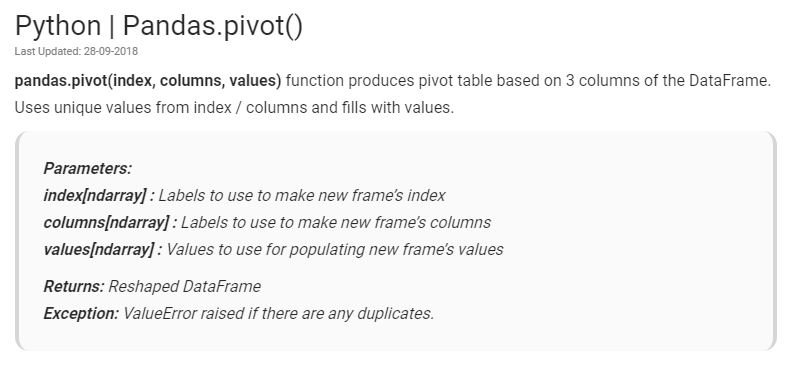 Python | Pandas.pivot()
Last Updated: 28-09-2018
pandas.pivot(index, columns, values) function produces pivot table based on 3 columns of the DataFrame.
Uses unique values from index / columns and fills with values.
Parameters:
index[ndarray] : Labels to use to make new frame’s index
columns[ndarray] : Labels to use to make new frame’s columns
values[ndarray] : Values to use for populating new frame’s values
Returns: Reshaped DataFrame
Exception: ValueError raised if there are any duplicates.